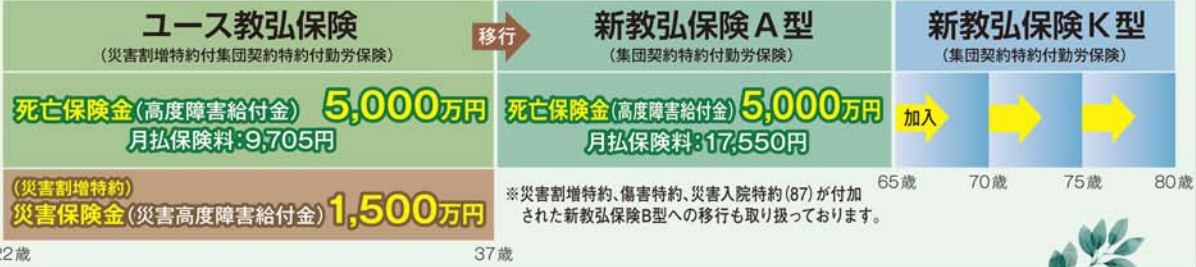 ユース教弘保険
(災害割増特約付集団契約特約付勤労保険)
移行
新教弘保険A型
(集団契約特約付勤労保険)
新教弘保険K型
(集団契約特約付勤労保険)
死亡保険金(高度障害給付金) 5,000万円
月払保険料:9,705円
死亡保険金(高度障害給付金) 5,000万円
月払保険料:17,550円
加入
(災害割増特約)
災害保険金(災害高度障害給付金) 1,500万円
※災害割増特約、傷害特約、災害入院特約(87)が付加
された新教弘保険B型への移行も取り扱っております。
65歳 70歳 75歳 80歳
22歳 37歳